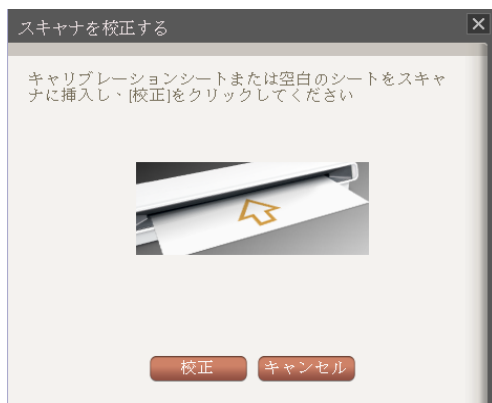 スキャナを校正する
キャリブレーションシートまたは空白のシートをスキャ
ナに挿入し、[校正]をクリックしてください
校正
キャンセル